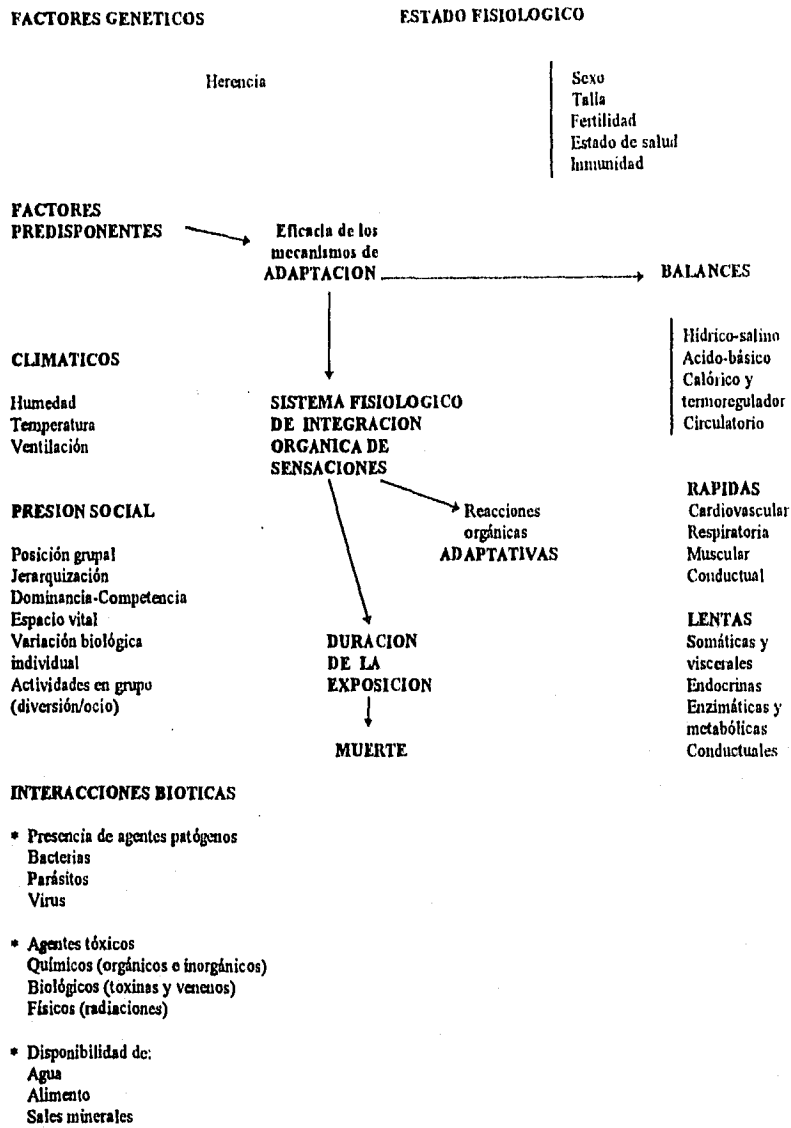 FACTORES GENETICOS
ESTADO FISIOLOGICO
Herencia
Sexo
Talla
Fertilidad
Estado de salud
Inmunidad
FACTORES
PREDISPONENTES
Eficacia de los
mecanismos de
ADAPTACION
BALANCES
Hídrico-salino
Acido-básico
Calórico y
termoregulador
Circulatorio
CLIMATICOS
Humedad
Temperatura
Ventilación
SISTEMA FISIOLOGICO
DE INTEGRACION
ORGANICA DE
SENSACIONES
Reacciones
orgánicas
ADAPTATIVAS
RAPIDAS
Cardiovascular
Respiratoria
Muscular
Conductual
PRESION SOCIAL
Posición grupal
Jerarquización
Dominancia-Competencia
Espacio vital
Variación biológica
individual
Actividades en grupo
(diversión/ocio)
DURACION
DE LA
EXPOSICION
MUERTE
LENTAS
Somáticas y
viscerales
Endocrinas
Enzimáticas y
metabólicas
Conductuales
INTERACCIONES BIOTICAS
* Presencia de agentes patógenos
Bacterias
Parásitos
Virus
* Agentes tóxicos
Químicos (orgánicos e inorgánicos)
Biológicos (toxinas y venenos)
Físicos (radiaciones)
* Disponibilidad de:
Agua
Alimento
Sales minerales